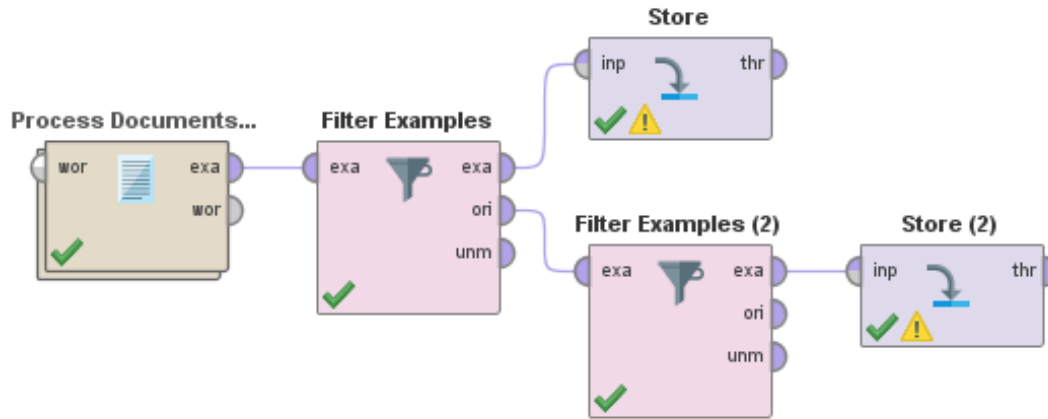 Store
inp thr
Process Documents...
wor exa
wor
Filter Examples
exa exa
ori
unm
Filter Examples (2)
exa exa
ori
unm
Store (2)
inp thr